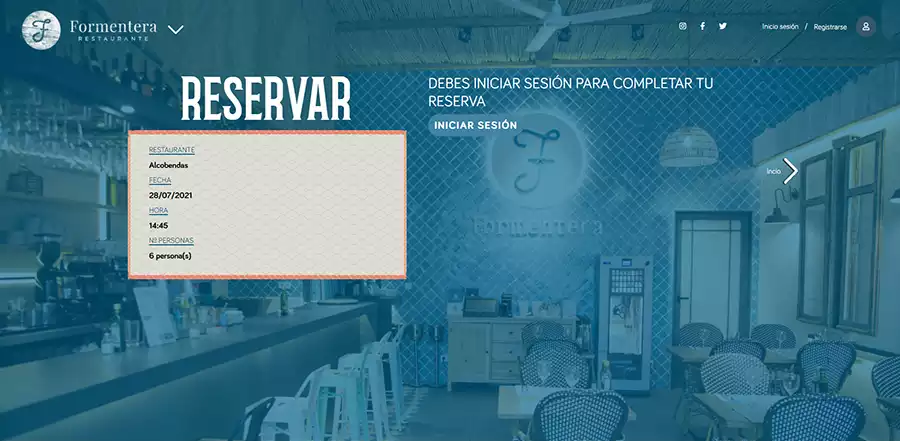 Formentera
RESTAURANTE
Inicio sesión / Registrarse
RESERVAR
DEBES INICIAR SESIÓN PARA COMPLETAR TU
RESERVA
INICIAR SESIÓN
RESTAURANTE
Alcobendas
FECHA
28/07/2021
HORA
14:45
Nº PERSONAS
6 persona(s)
Incio
Formentera